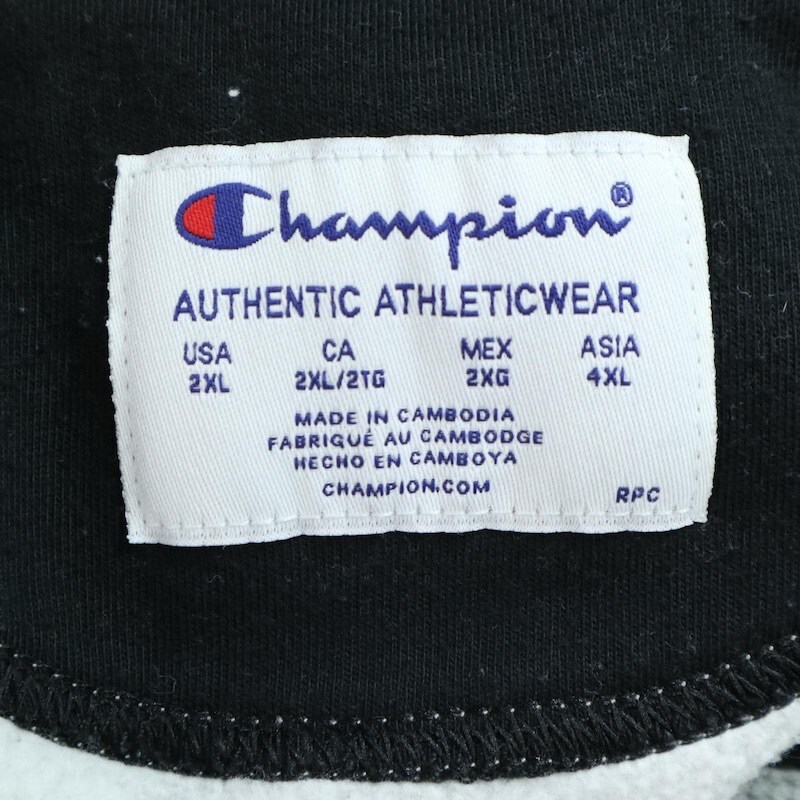 Champion®
AUTHENTIC ATHLETICWEAR
USA CA MEX ASIA
2XL 2XL/2TG 2XG 4XL
MADE IN CAMBODIA
FABRIQUÉ AU CAMBODGE
HECHO EN CAMBOYA
CHAMPION.COM
RPC